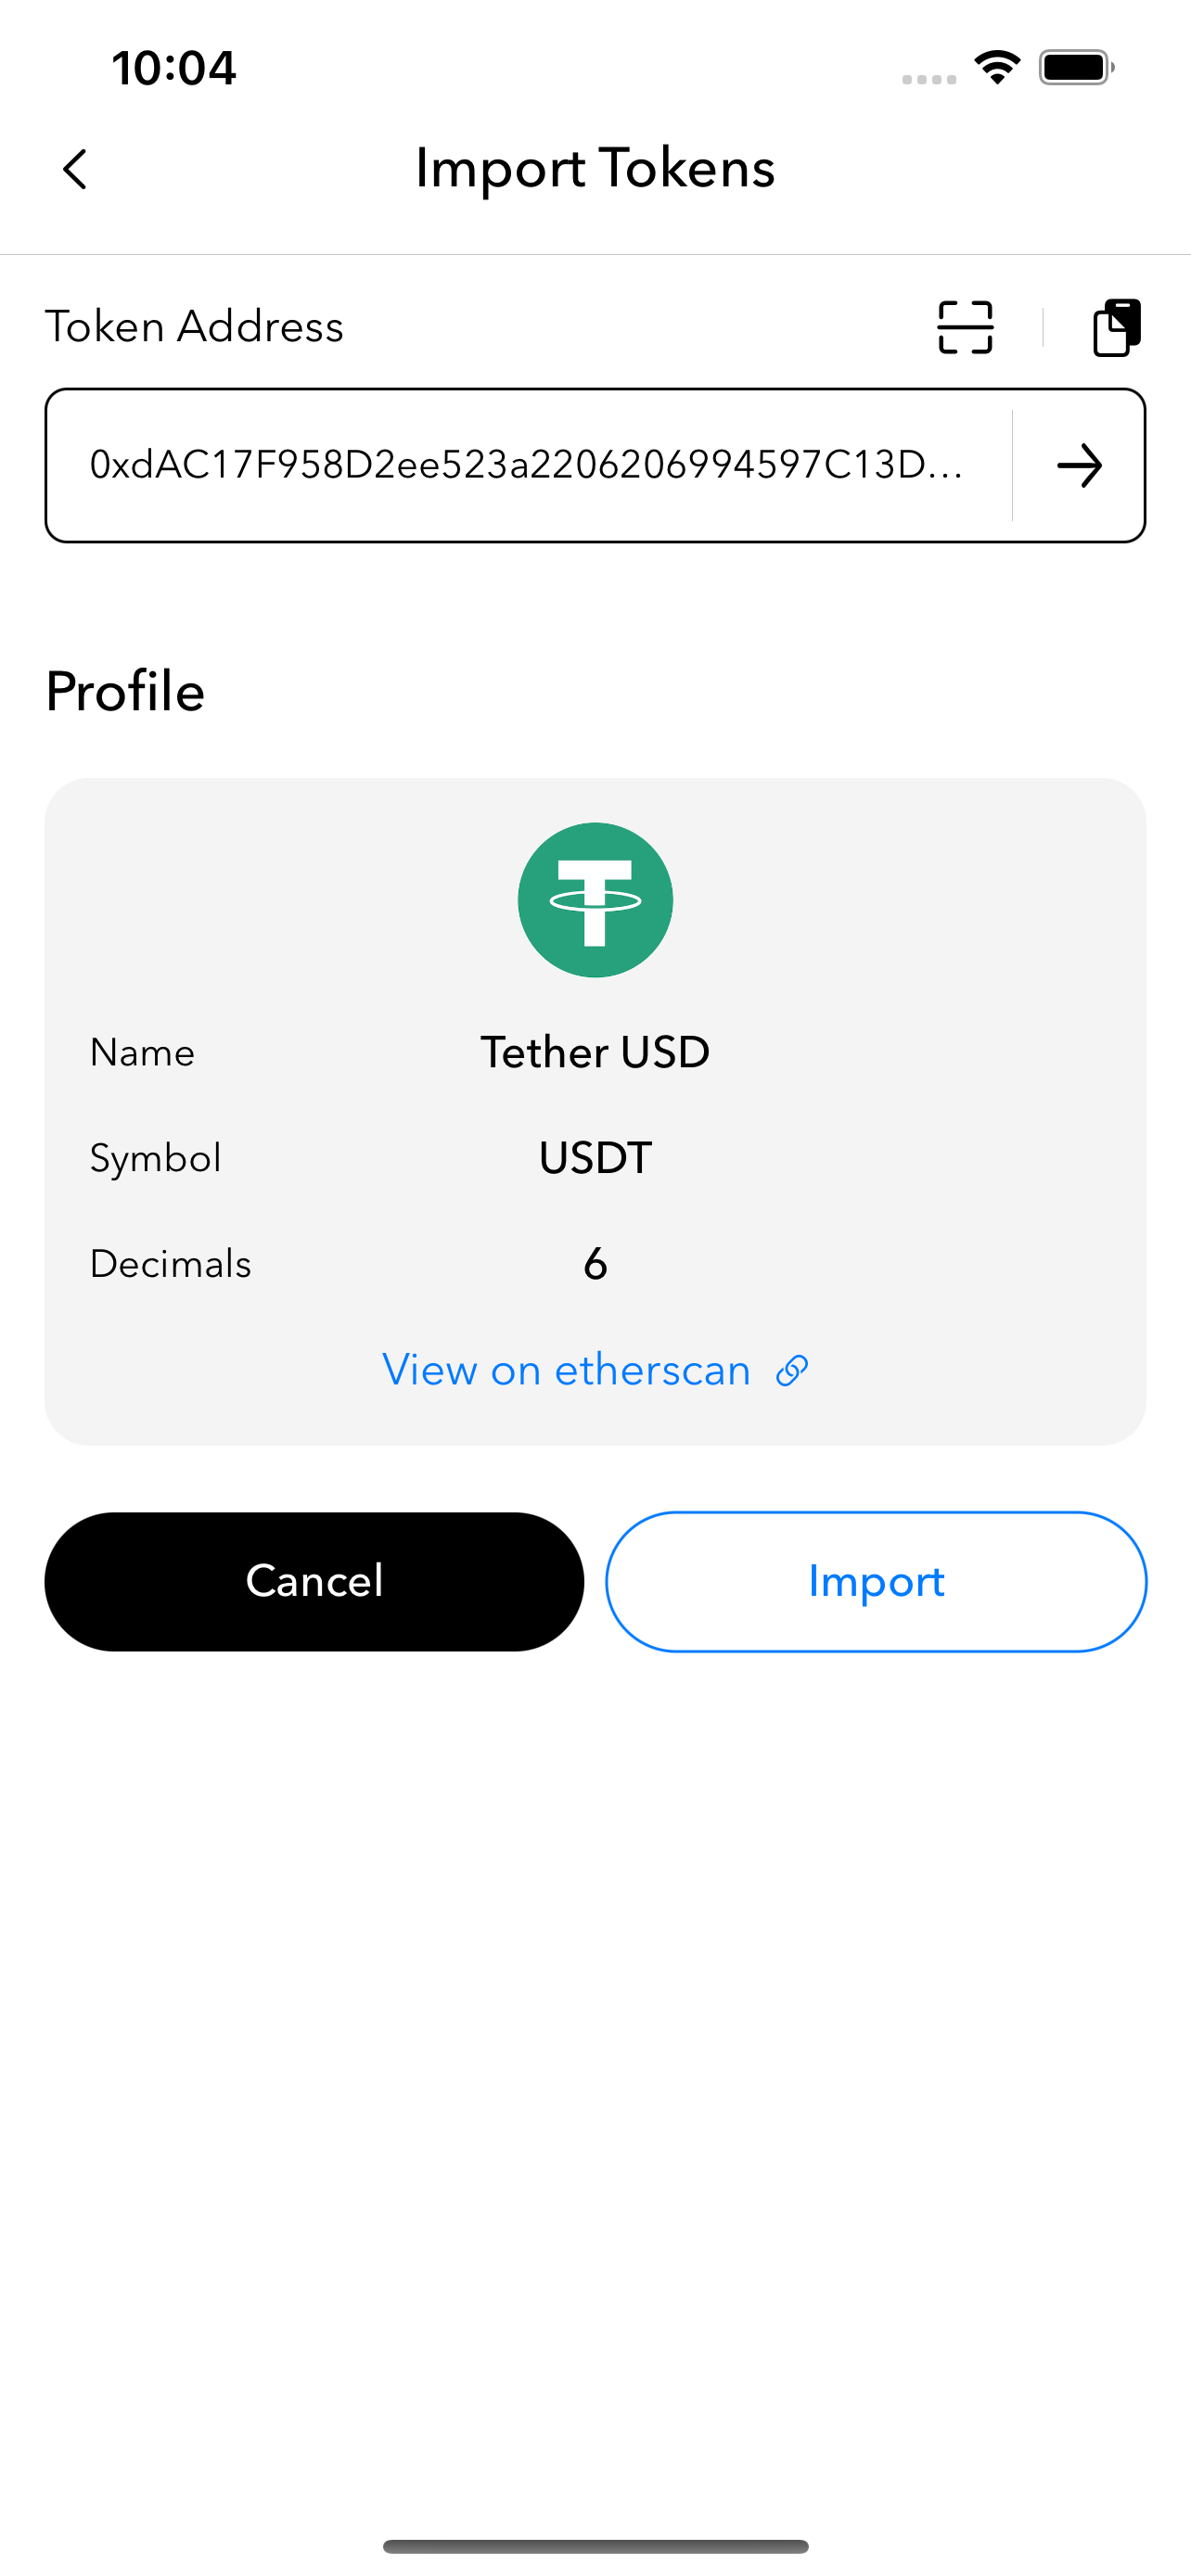 10:04
Import Tokens
Token Address
0xdAC17F958D2ee523a2206206994597C13D...
Profile
Name Tether USD
Symbol USDT
Decimals 6
View on etherscan
Cancel Import